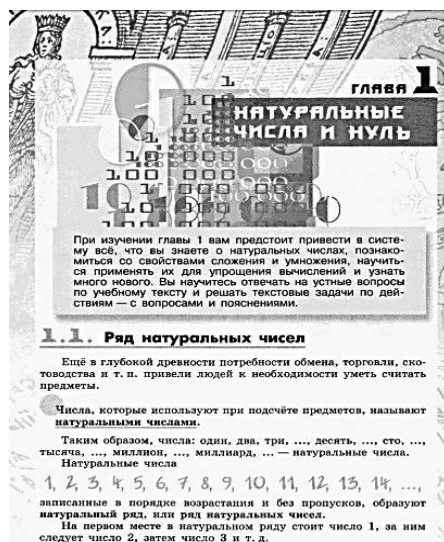 ГЛАВА 1
НАТУРАЛЬНЫЕ
ЧИСЛА И НУЛЬ
При изучении главы 1 вам предстоит привести в систе-
му всё, что вы знаете о натуральных числах, познако-
миться со свойствами сложения и умножения, научить-
ся применять их для упрощения вычислений и узнать
много нового. Вы научитесь отвечать на устные вопросы
по учебному тексту и решать текстовые задачи по дей-
ствиям — с вопросами и пояснениями.
1.1. Ряд натуральных чисел
Ещё в глубокой древности потребности обмена, торговли, ско-
товодства и т. п. привели людей к необходимости уметь считать
предметы.
Числа, которые используют при подсчёте предметов, называют
натуральными числами.
Таким образом, числа: один, два, три, ..., десять, ..., сто, ...,
тысяча, ..., миллион, ..., миллиард, ... — натуральные числа.
Натуральные числа
1, 2, 3, 4, 5, 6, 7, 8, 9, 10, 11, 12, 13, 14, ...,
записанные в порядке возрастания и без пропусков, образуют
натуральный ряд, или ряд натуральных чисел.
На первом месте в натуральном ряду стоит число 1, за ним
следует число 2, затем число 3 и т. д.